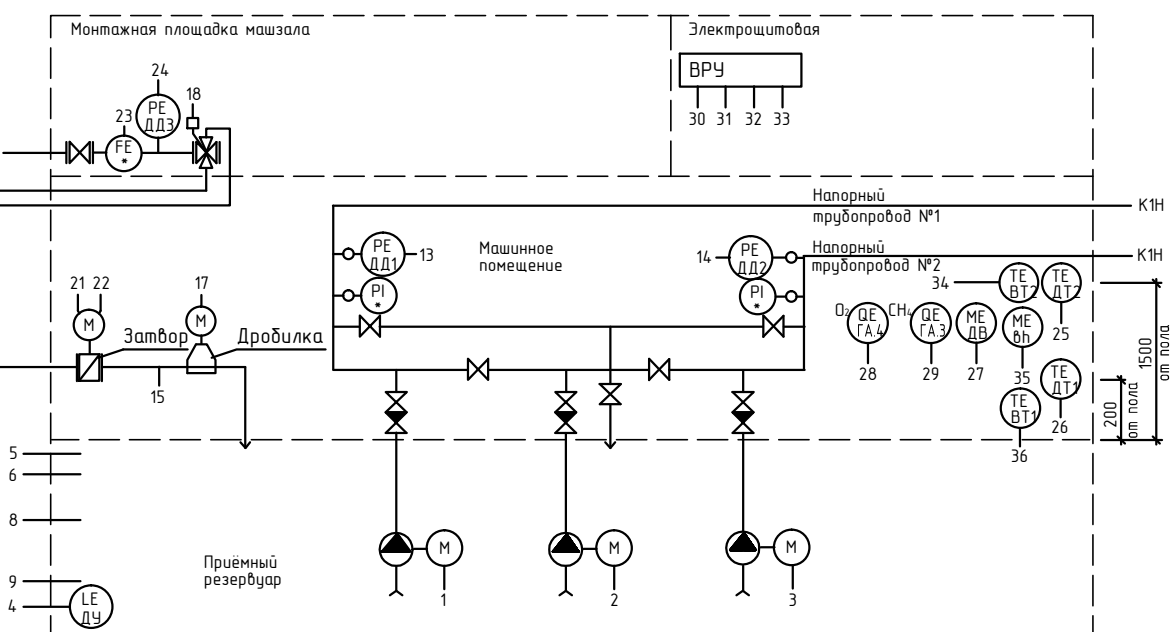 Монтажная площадка машзала
Электрощитовая
ВРУ
30 31 32 33
24
PE
ДД3
18
23
FE
*
Напорный
трубопровод №1
К1Н
Напорный
трубопровод №2
К1Н
Машинное
помещение
PE
ДД1
13
PI
*
14
PE
ДД2
PI
*
34
TE
ВТ2
TE
ДТ2
25
O₂
QE
ГА.4
28
CH₄
QE
ГА.3
29
ME
ДВ
27
ME
вh
35
TE
ДТ1
26
TE
ВТ1
36
1500
от пола
200
от пола
21 22
M
Затвор
17
M
Дробилка
15
5
6
8
9
4
LE
ДУ
Приёмный
резервуар
M
1
M
2
M
3